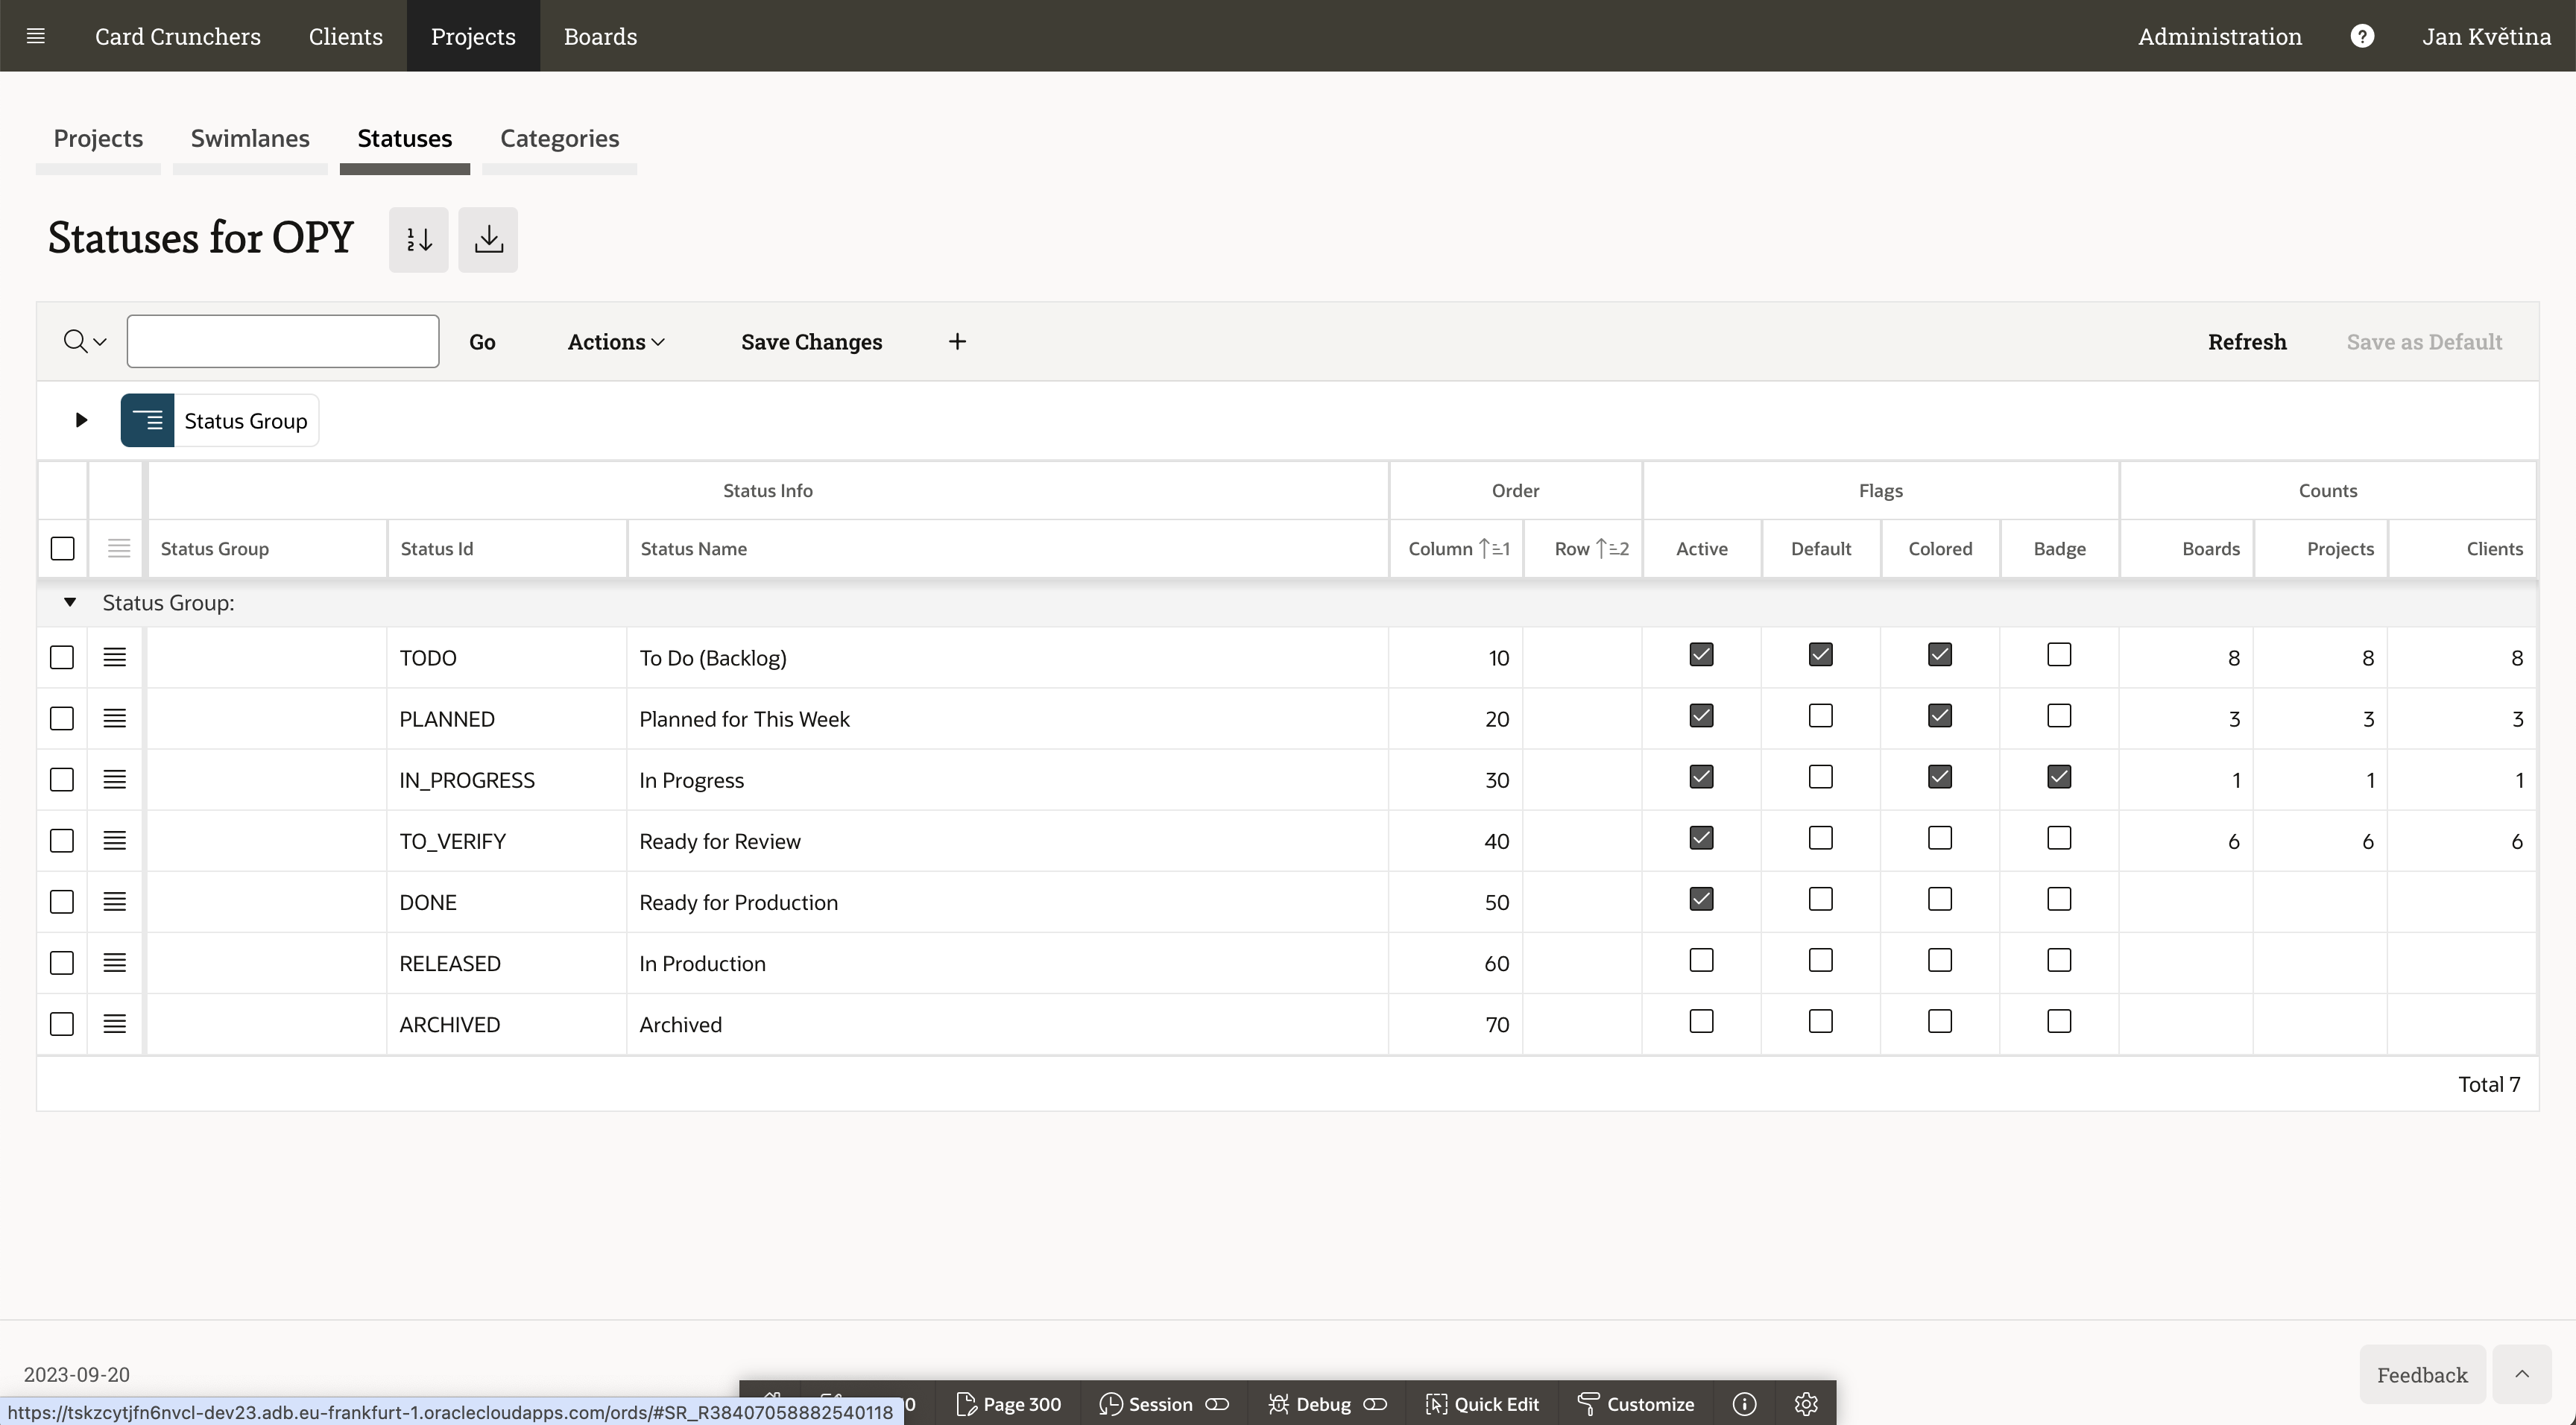 Card Crunchers Clients Projects Boards Administration ? Jan Květina
Projects Swimlanes Statuses Categories
Statuses for OPY
Go Actions Save Changes + Refresh Save as Default
Status Group
Status Info Order Flags Counts
Status Group Status Id Status Name Column 1 Row 2 Active Default Colored Badge Boards Projects Clients
Status Group:
TODO To Do (Backlog) 10 8 8 8
PLANNED Planned for This Week 20 3 3 3
IN_PROGRESS In Progress 30 1 1 1
TO_VERIFY Ready for Review 40 6 6 6
DONE Ready for Production 50
RELEASED In Production 60
ARCHIVED Archived 70
Total 7
2023-09-20 Feedback
https://tskzcytjfn6nvcl-dev23.adb.eu-frankfurt-1.oraclecloudapps.com/ords/#SR_R38407058882540118 0 Page 300 Session Debug Quick Edit Customize